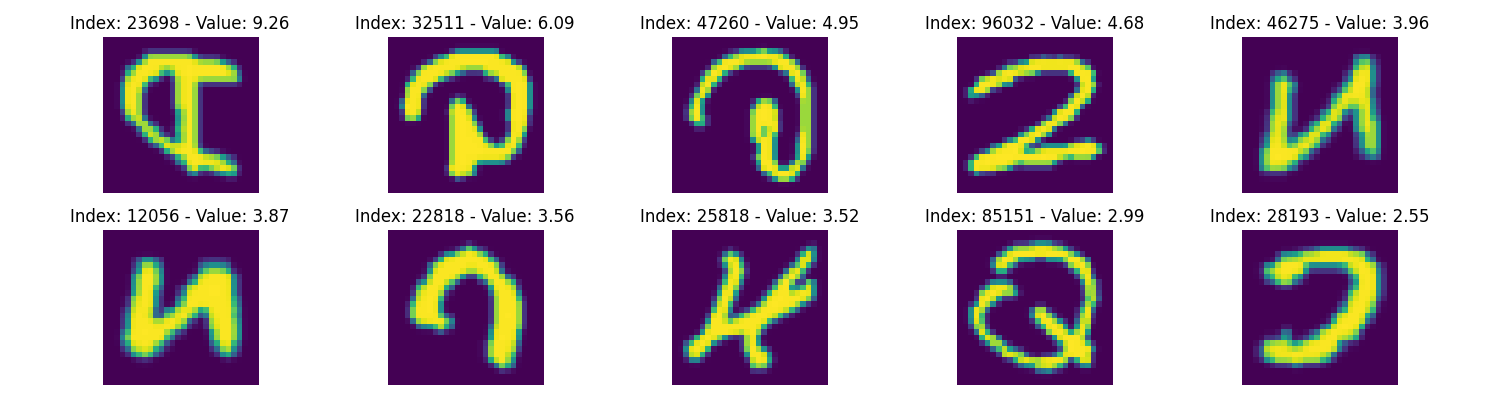 Index: 23698 - Value: 9.26 Index: 32511 - Value: 6.09 Index: 47260 - Value: 4.95 Index: 96032 - Value: 4.68 Index: 46275 - Value: 3.96
Index: 12056 - Value: 3.87 Index: 22818 - Value: 3.56 Index: 25818 - Value: 3.52 Index: 85151 - Value: 2.99 Index: 28193 - Value: 2.55